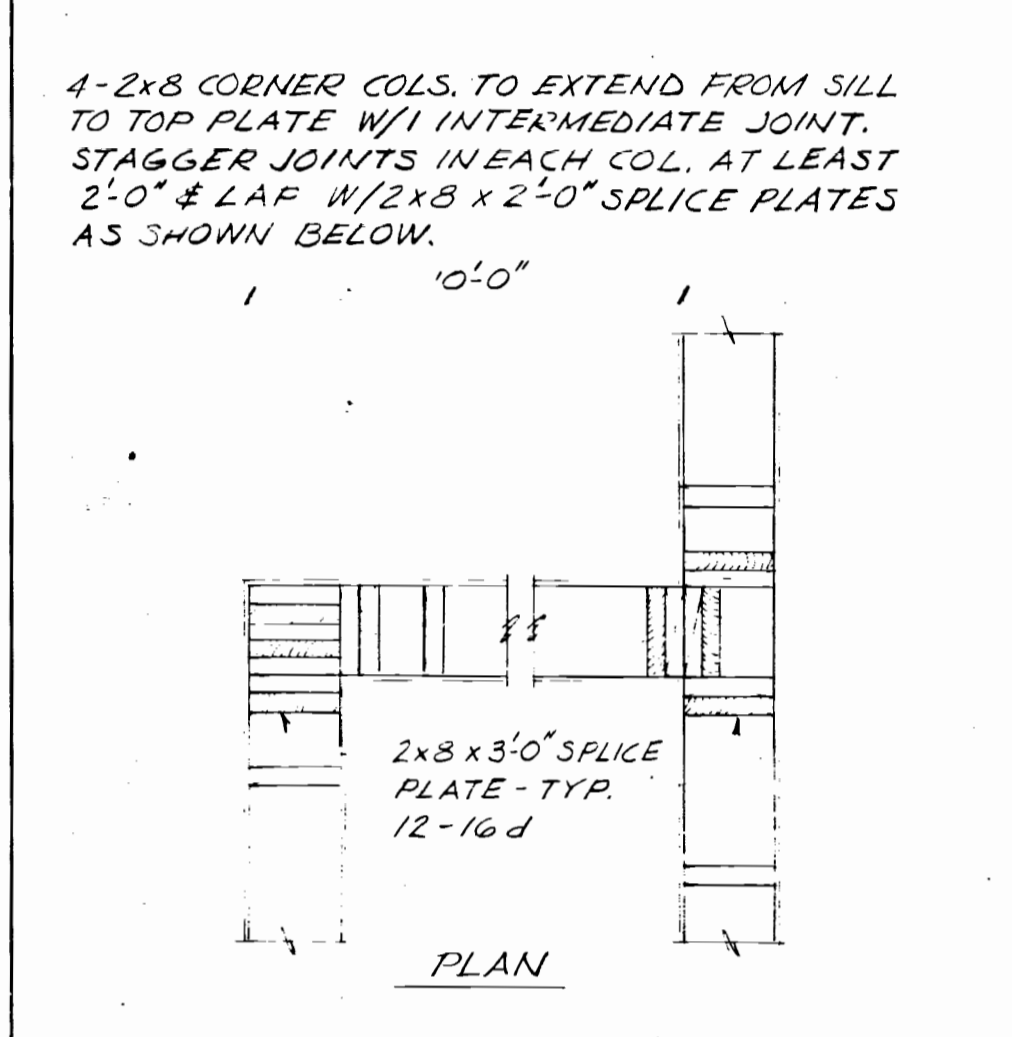 4-2x8 CORNER COLS. TO EXTEND FROM SILL
TO TOP PLATE W/1 INTERMEDIATE JOINT.
STAGGER JOINTS IN EACH COL. AT LEAST
2'-0" & LAP W/2x8 x 2'-0" SPLICE PLATES
AS SHOWN BELOW.
'0'-0"
2x8 x 3'-0" SPLICE
PLATE - TYP.
12-16d
PLAN